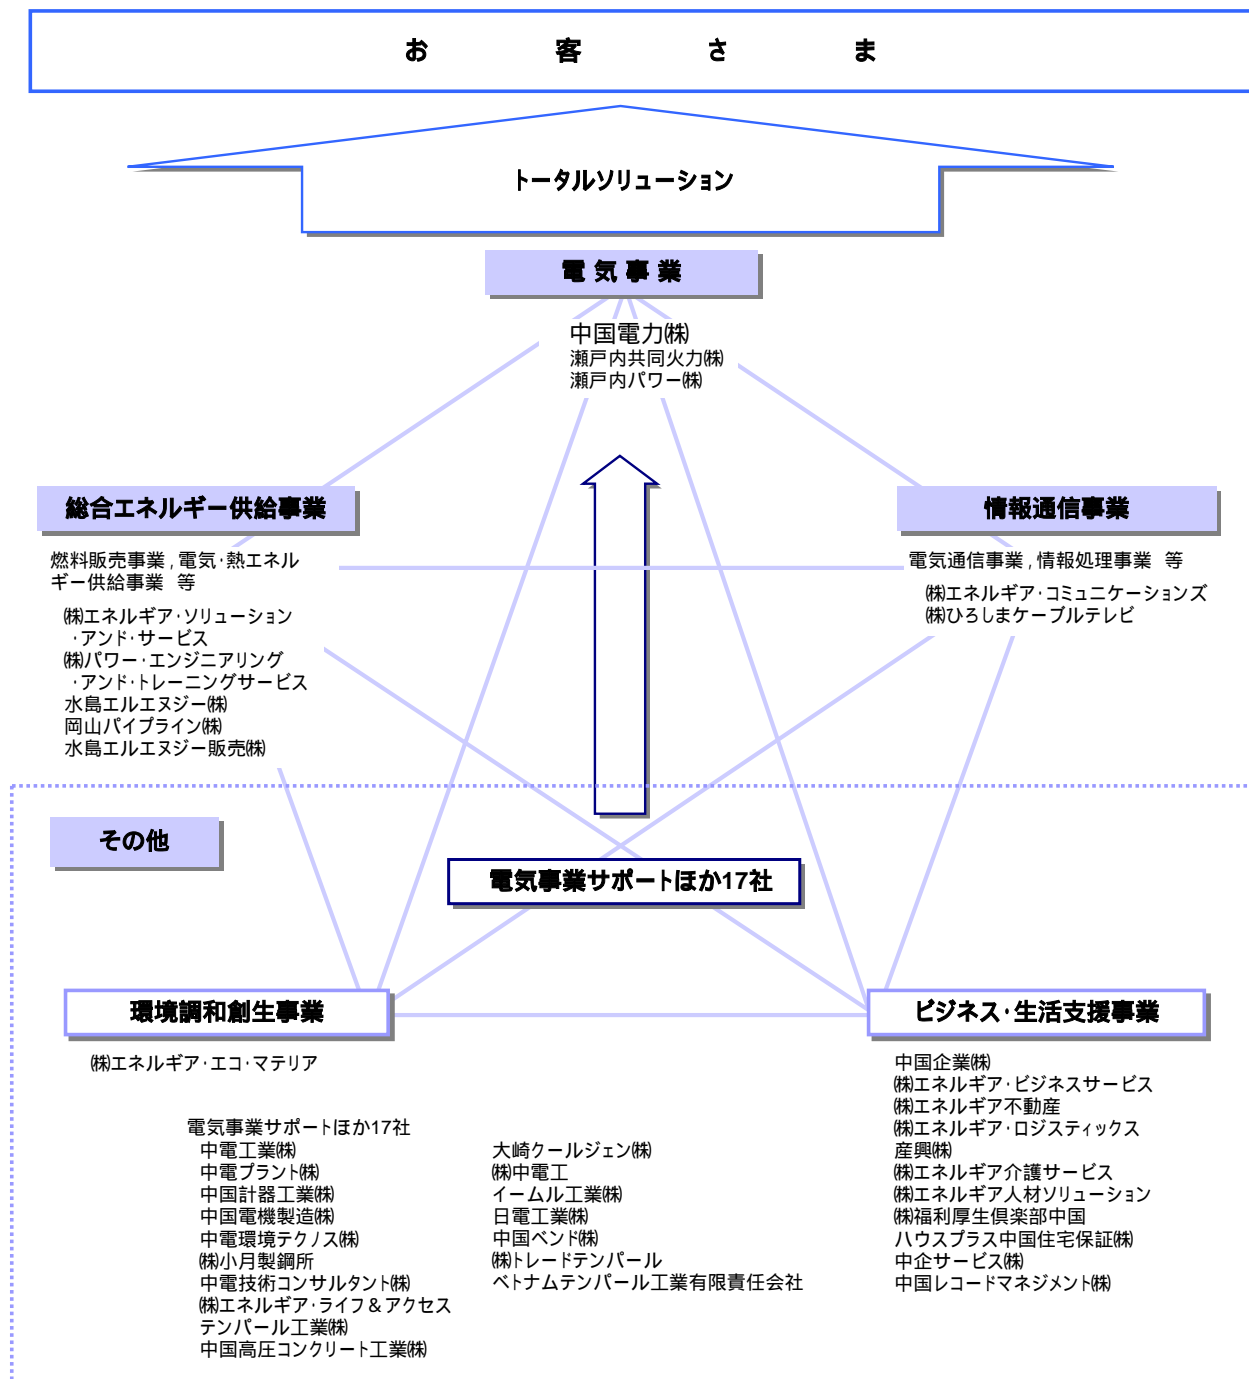 お客さま
トータルソリューション
電気事業
中国電力㈱
瀬戸内共同火力㈱
瀬戸内パワー㈱
総合エネルギー供給事業
燃料販売事業，電気・熱エネル
ギー供給事業 等
㈱エネルギア・ソリューション
・アンド・サービス
㈱パワー・エンジニアリング
・アンド・トレーニングサービス
水島エルエヌジー㈱
岡山パイプライン㈱
水島エルエヌジー販売㈱
情報通信事業
電気通信事業，情報処理事業 等
㈱エネルギア・コミュニケーションズ
㈱ひろしまケーブルテレビ
その他
電気事業サポートほか17社
環境調和創生事業
㈱エネルギア・エコ・マテリア
電気事業サポートほか17社
中電工業㈱
中電プラント㈱
中国計器工業㈱
中国電機製造㈱
中電環境テクノス㈱
㈱小月製鋼所
中電技術コンサルタント㈱
㈱エネルギア・ライフ＆アクセス
テンパール工業㈱
中国高圧コンクリート工業㈱
大崎クールジェン㈱
㈱中電工
イームル工業㈱
日電工業㈱
中国ベンド㈱
㈱トレードテンパール
ベトナムテンパール工業有限責任会社
ビジネス・生活支援事業
中国企業㈱
㈱エネルギア・ビジネスサービス
㈱エネルギア不動産
㈱エネルギア・ロジスティックス
産興㈱
㈱エネルギア介護サービス
㈱エネルギア人材ソリューション
㈱福利厚生倶楽部中国
ハウスプラス中国住宅保証㈱
中企サービス㈱
中国レコードマネジメント㈱